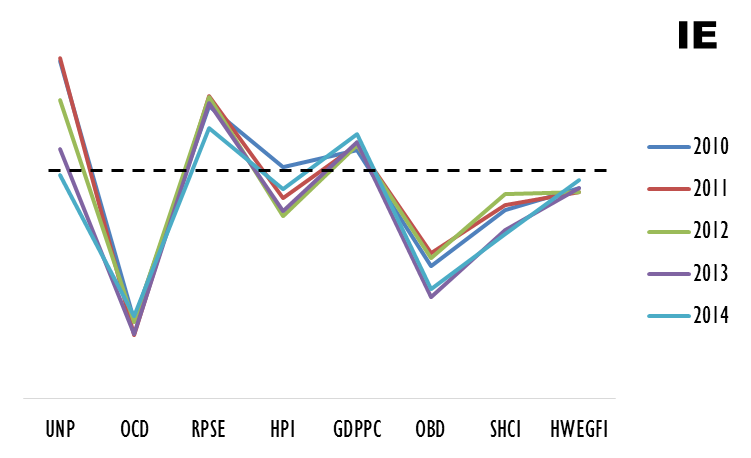 IE
2010
2011
2012
2013
2014
UNP OCD RPSE HPI GDPPC OBD SHCI HWEGFI